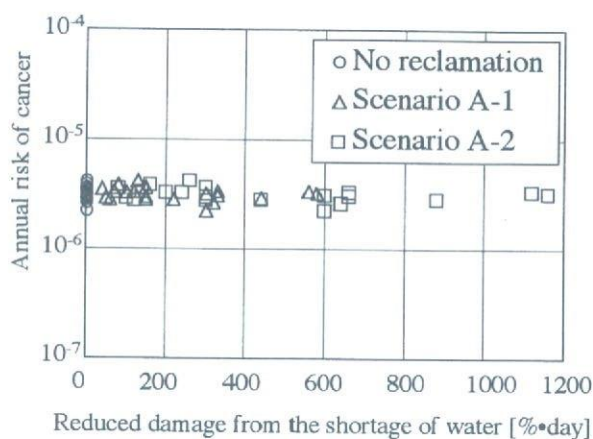 10-4
○ No reclamation
△ Scenario A-1
□ Scenario A-2
10-5
10-6
10-7
Annual risk of cancer
0 200 400 600 800 1000 1200
Reduced damage from the shortage of water [%•day]